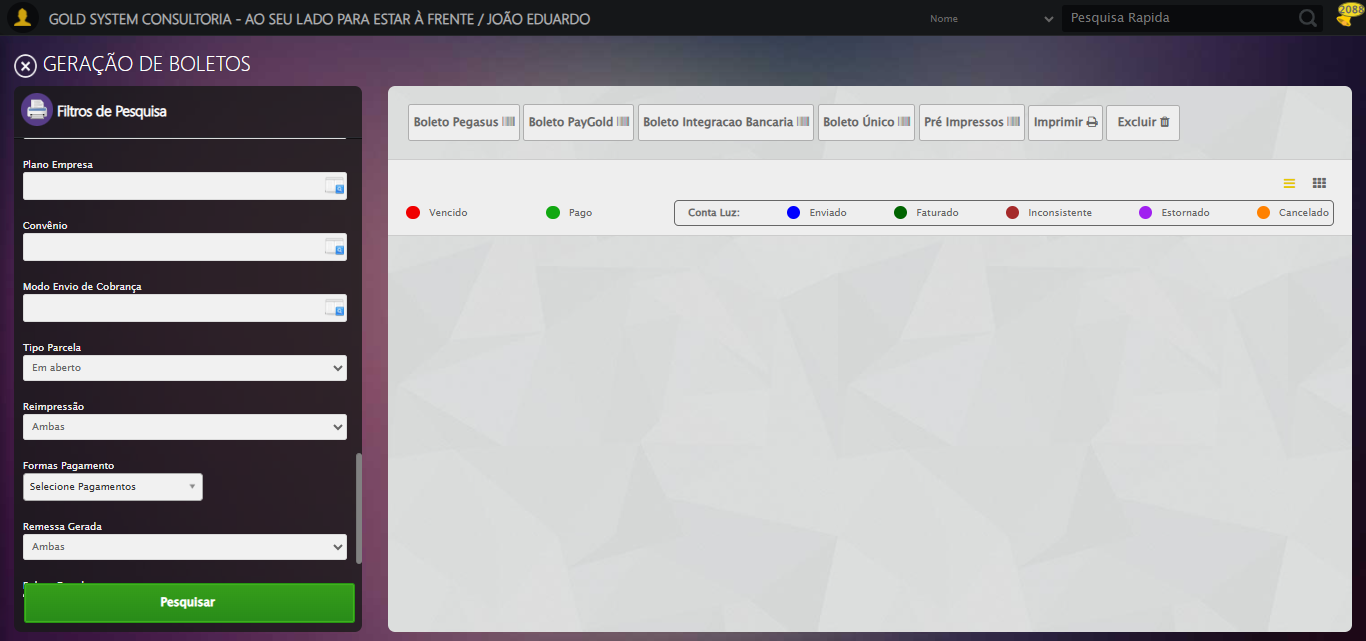 GOLD SYSTEM CONSULTORIA - AO SEU LADO PARA ESTAR À FRENTE / JOÃO EDUARDO
Nome
Pesquisa Rapida
2088
GERAÇÃO DE BOLETOS
Filtros de Pesquisa
Plano Empresa
Convênio
Modo Envio de Cobrança
Tipo Parcela
Em aberto
Reimpressão
Ambas
Formas Pagamento
Selecione Pagamentos
Remessa Gerada
Ambas
Pesquisar
Boleto Pegasus Boleto PayGold Boleto Integracao Bancaria Boleto Único Pré Impressos Imprimir Excluir
Vencido Pago Conta Luz: Enviado Faturado Inconsistente Estornado Cancelado